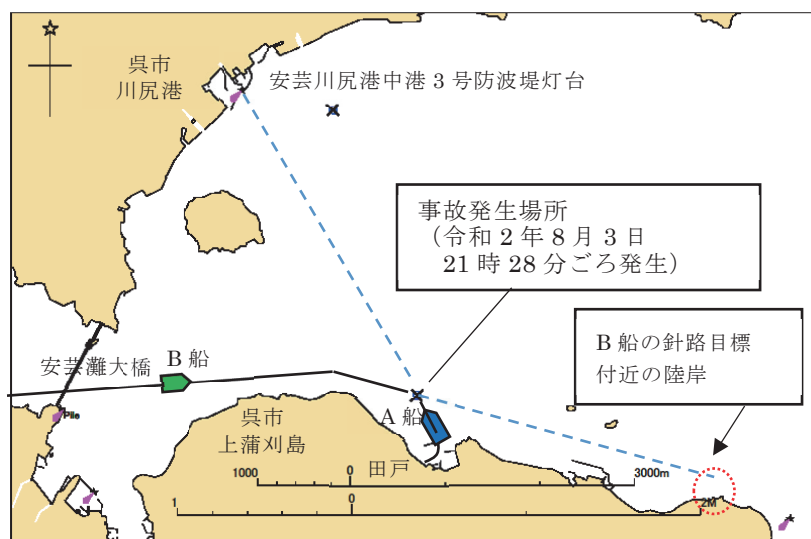 呉市
川尻港
安芸川尻港中港3号防波堤灯台
事故発生場所
(令和2年8月3日
21時28分ごろ発生)
B船の針路目標
付近の陸岸
安芸灘大橋
B船
Pile
呉市
上蒲刈島
A船
田戸
1000
0
3000m
1
0
2M